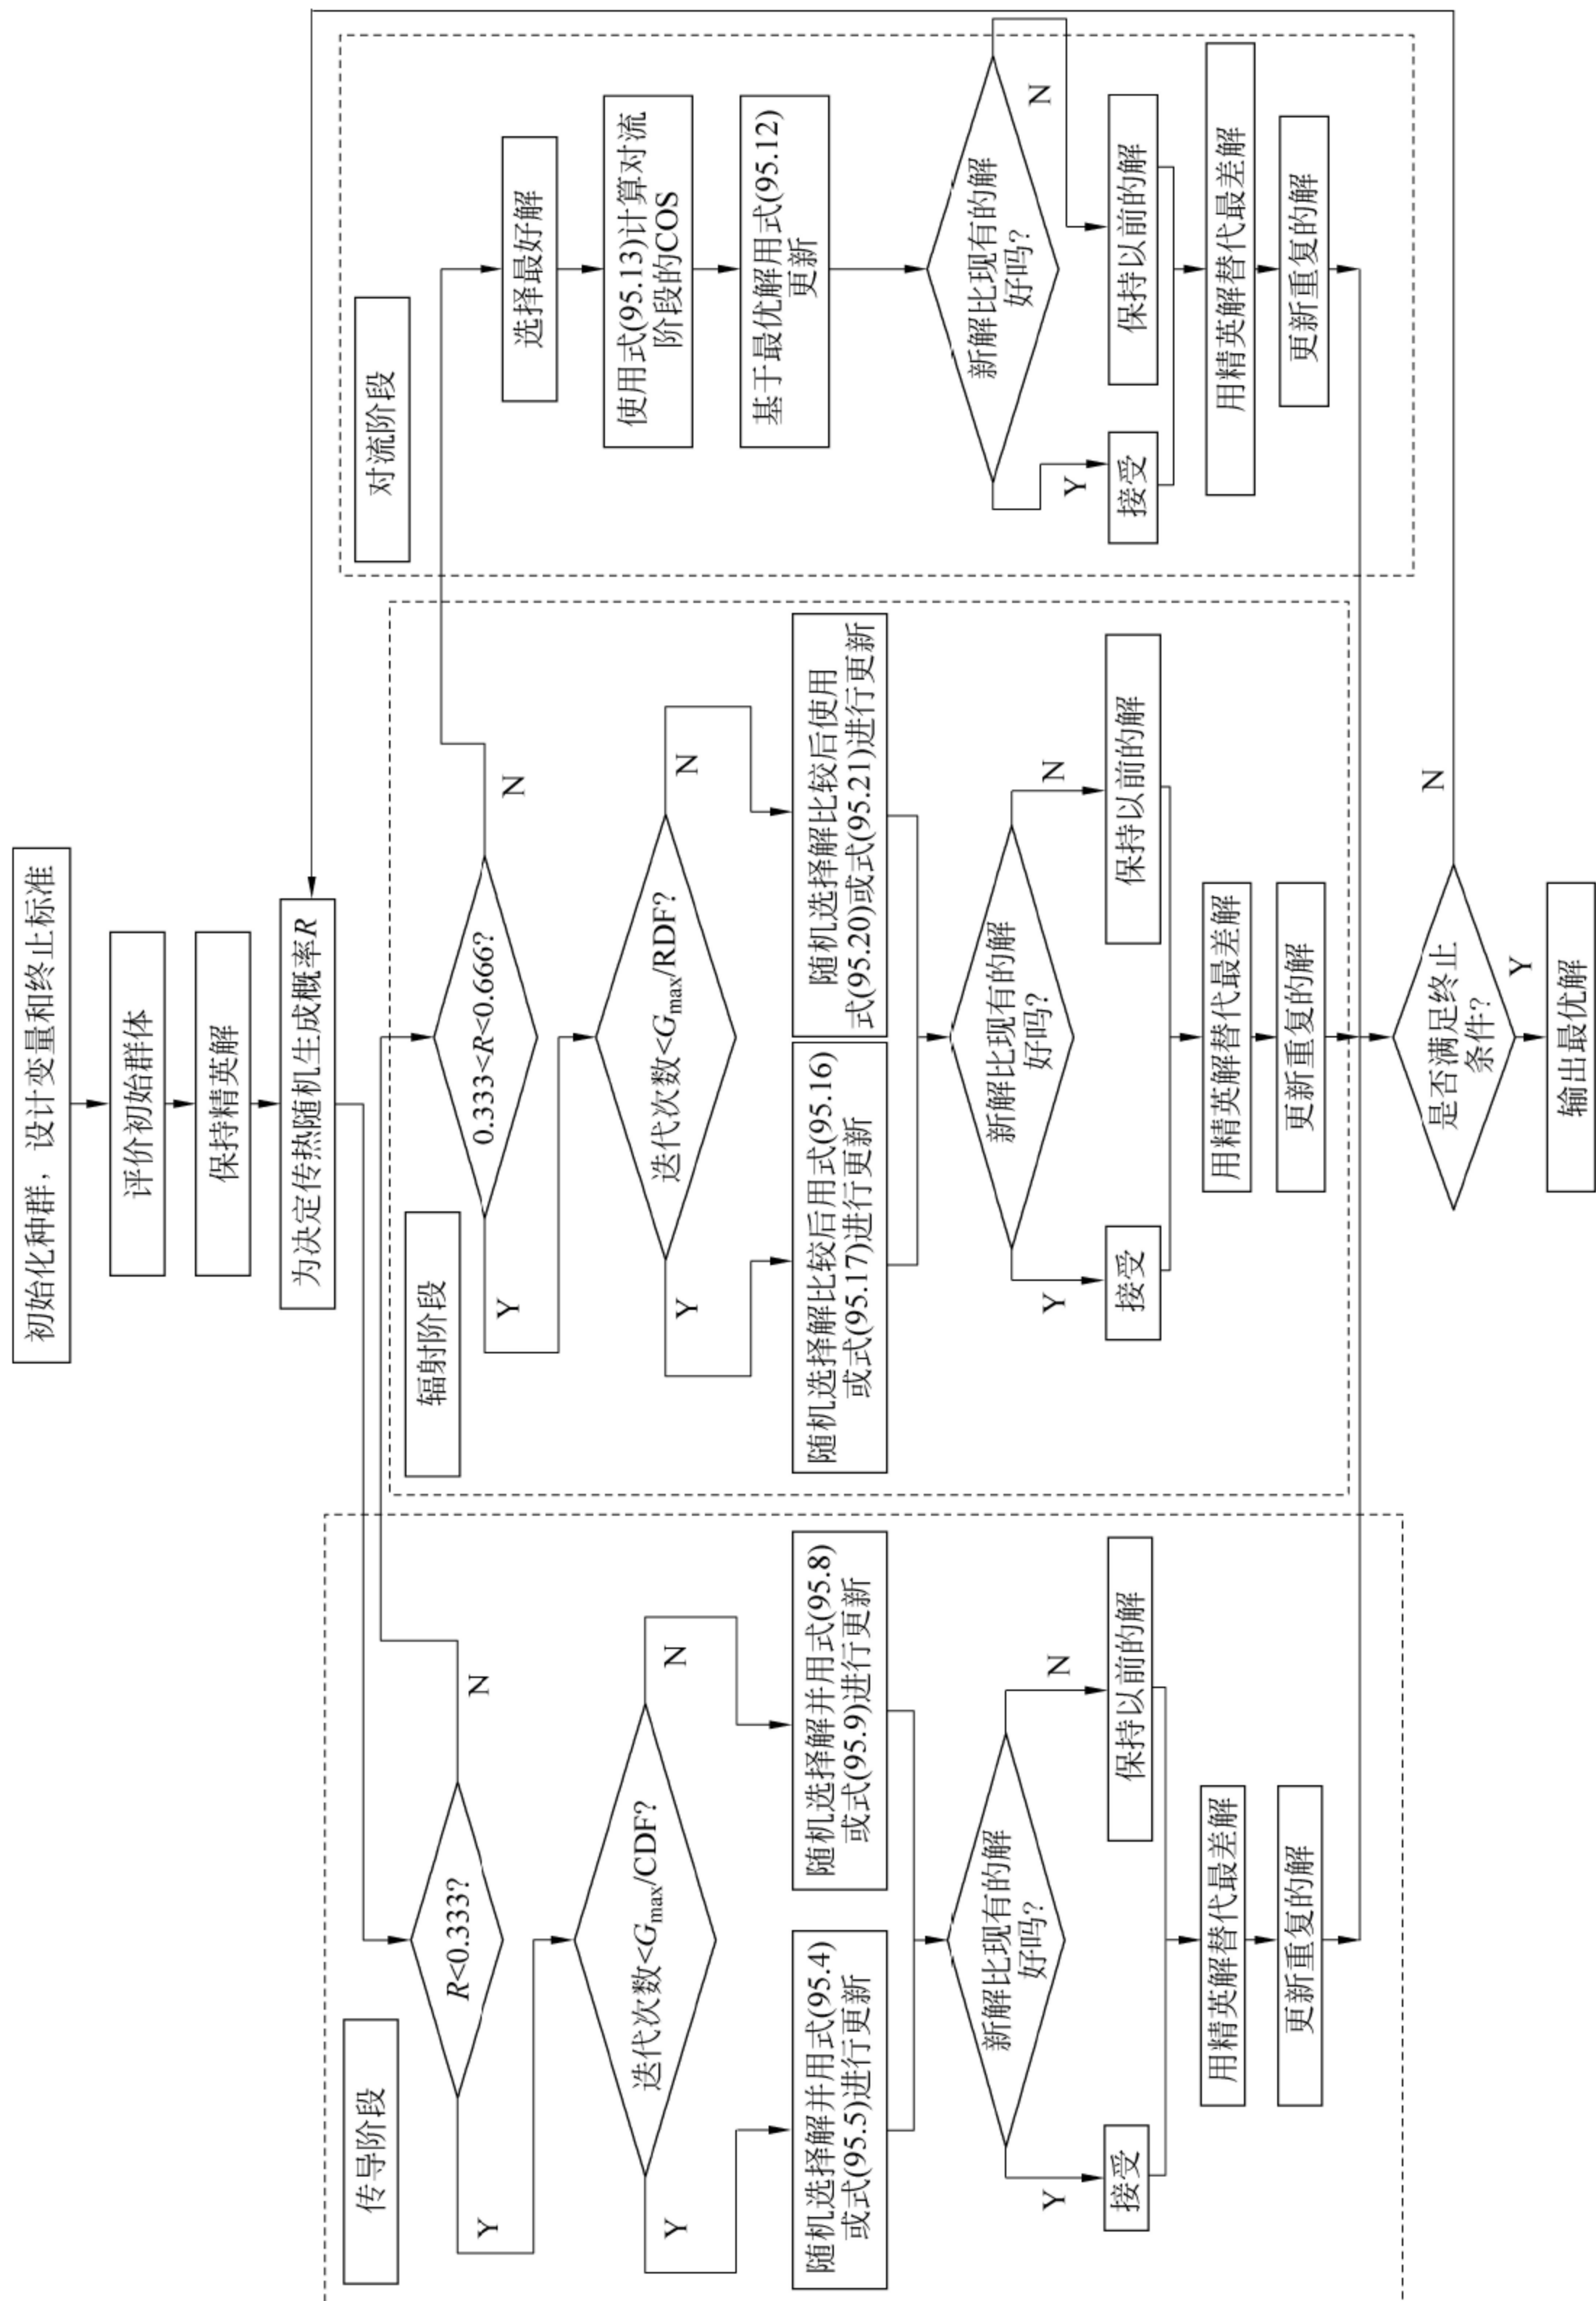 初始化种群，设计变量和终止标准
评价初始群体
保持精英解
为决定传热随机生成概率R
传导阶段
R<0.333?
Y
N
迭代次数<Gmax/CDF?
Y
N
随机选择解并用式(95.4)
或式(95.5)进行更新
随机选择解并用式(95.8)
或式(95.9)进行更新
新解比现有的解
好吗?
Y
N
接受
保持以前的解
用精英解替代最差解
更新重复的解
辐射阶段
0.333<R<0.666?
Y
N
迭代次数<Gmax/RDF?
Y
N
随机选择解比较后用式(95.16)
或式(95.17)进行更新
随机选择解比较后使用
式(95.20)或式(95.21)进行更新
新解比现有的解
好吗?
Y
N
接受
保持以前的解
用精英解替代最差解
更新重复的解
对流阶段
选择最好解
使用式(95.13)计算对流
阶段的COS
基于最优解用式(95.12)
更新
新解比现有的解
好吗?
Y
N
接受
保持以前的解
用精英解替代最差解
更新重复的解
是否满足终止
条件?
N
Y
输出最优解